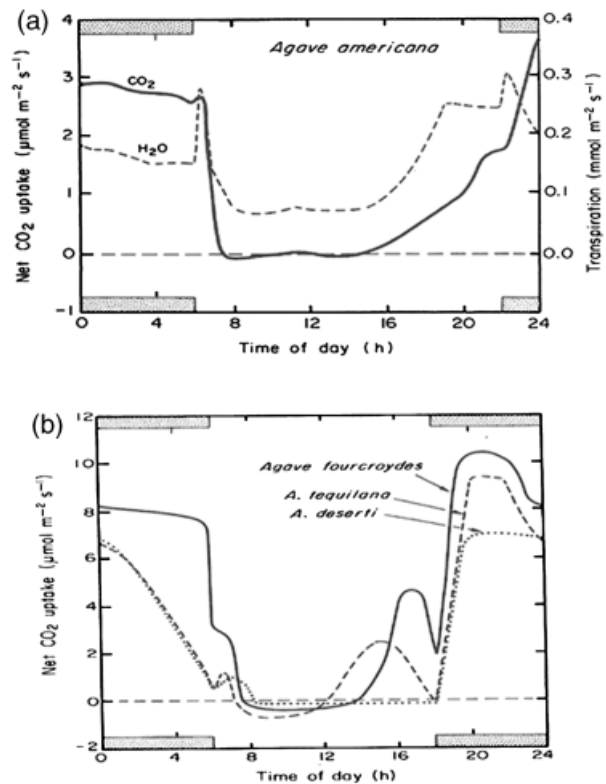 (a)
Agave americana
CO₂
H₂O
Net CO₂ uptake (μmol m⁻² s⁻¹)
4
3
2
1
0
-1
Transpiration (mmol m⁻² s⁻¹)
0.4
0.3
0.2
0.1
0.0
0 4 8 12 16 20 24
Time of day (h)
(b)
Agave fourcroydes
A. tequilana
A. deserti
Net CO₂ uptake (μmol m⁻² s⁻¹)
12
10
8
6
4
2
0
-2
0 4 8 12 16 20 24
Time of day (h)